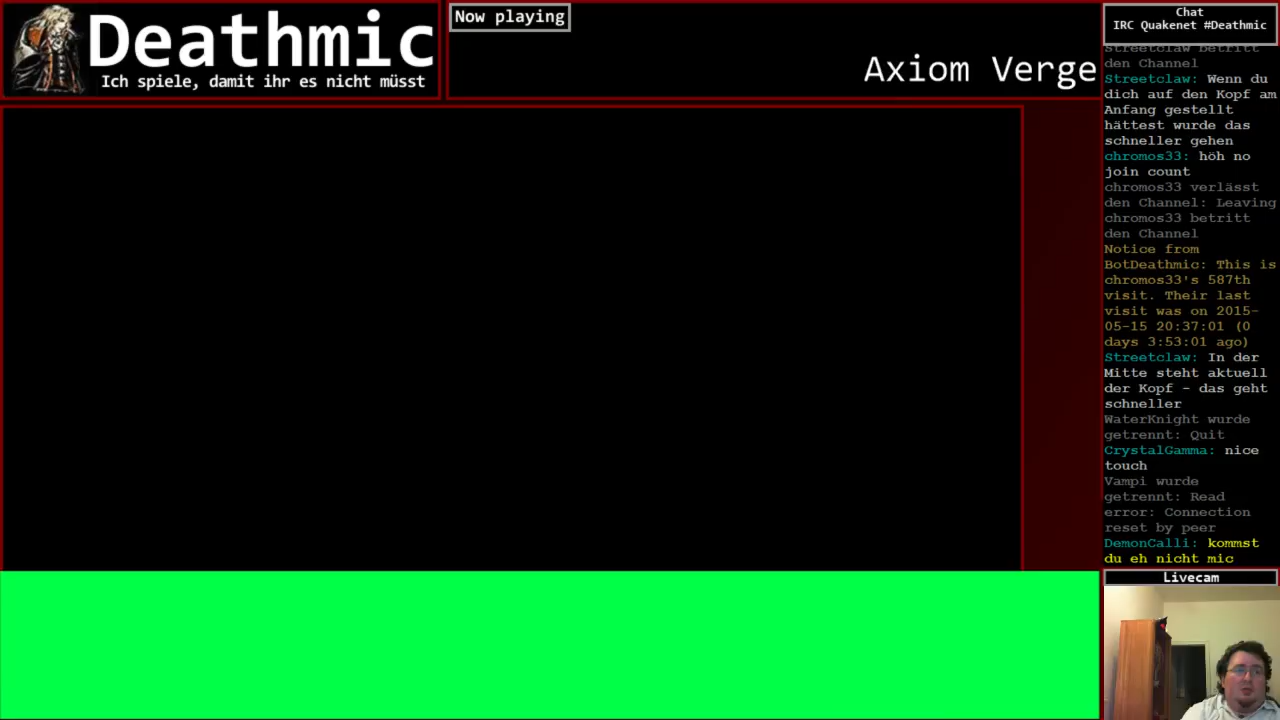 Deathmic
Ich spiele, damit ihr es nicht müsst
Now playing
Axiom Verge
Chat
IRC Quakenet #Deathmic
Streetclaw betritt
den Channel
Streetclaw: Wenn du
dich auf den Kopf am
Anfang gestellt
hättest wurde das
schneller gehen
chromos33: höh no
join count
chromos33 verlässt
den Channel: Leaving
chromos33 betritt
den Channel
Notice from
BotDeathmic: This is
chromos33's 587th
visit. Their last
visit was on 2015-
05-15 20:37:01 (0
days 3:53:01 ago)
Streetclaw: In der
Mitte steht aktuell
der Kopf - das geht
schneller
WaterKnight wurde
getrennt: Quit
CrystalGamma: nice
touch
Vampi wurde
getrennt: Read
error: Connection
reset by peer
DemonCalli: kommst
du eh nicht mic
Livecam